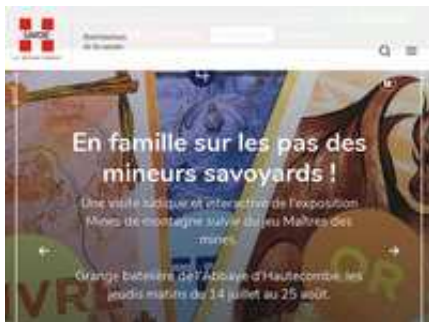 SAVOIE
En famille sur les pas des
mineurs savoyards !
Une visite ludique et interactive de l'exposition
Mines de montagne suivie du jeu Maîtres des
mines.
Grange batelière de l'Abbaye d'Hautecombe, les
jeudis matins du 14 juillet au 25 août.
OR